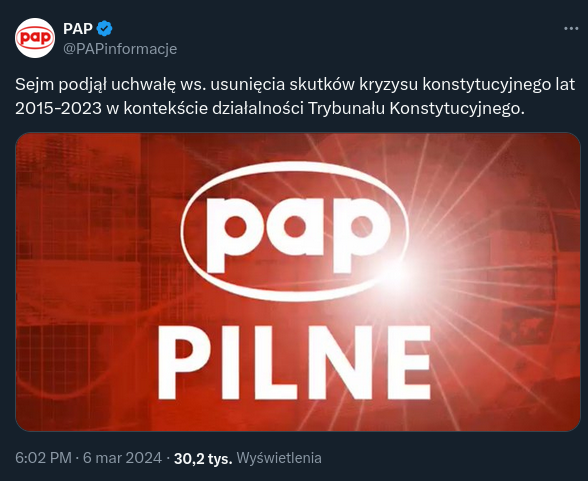 pap
PAP
@PAPinformacje
Sejm podjął uchwałę ws. usunięcia skutków kryzysu konstytucyjnego lat
2015-2023 w kontekście działalności Trybunału Konstytucyjnego.
pap
PILNE
6:02 PM · 6 mar 2024 · 30,2 tys. Wyświetlenia